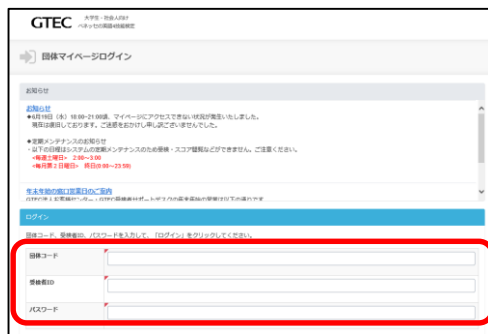 GTEC
大学生・社会人向け
ベネッセの英語4技能検定
団体マイページログイン
お知らせ
お知らせ
●6月19日（水）18:00~21:00頃、マイページにアクセスできない状況が発生いたしました。
現在は復旧しております。ご迷惑をおかけし申し訳ございませんでした。
●定期メンテナンスのお知らせ
・以下の日程はシステムの定期メンテナンスのため受検・スコア閲覧などができません。ご注意ください。
<毎週土曜日> 2:00~3:00
<毎月第2日曜日> 終日(0:00~23:59)
年末年始の窓口営業日のご案内
ログイン
団体コード、受検者ID、パスワードを入力して、「ログイン」をクリックしてください。
団体コード
受検者ID
パスワード